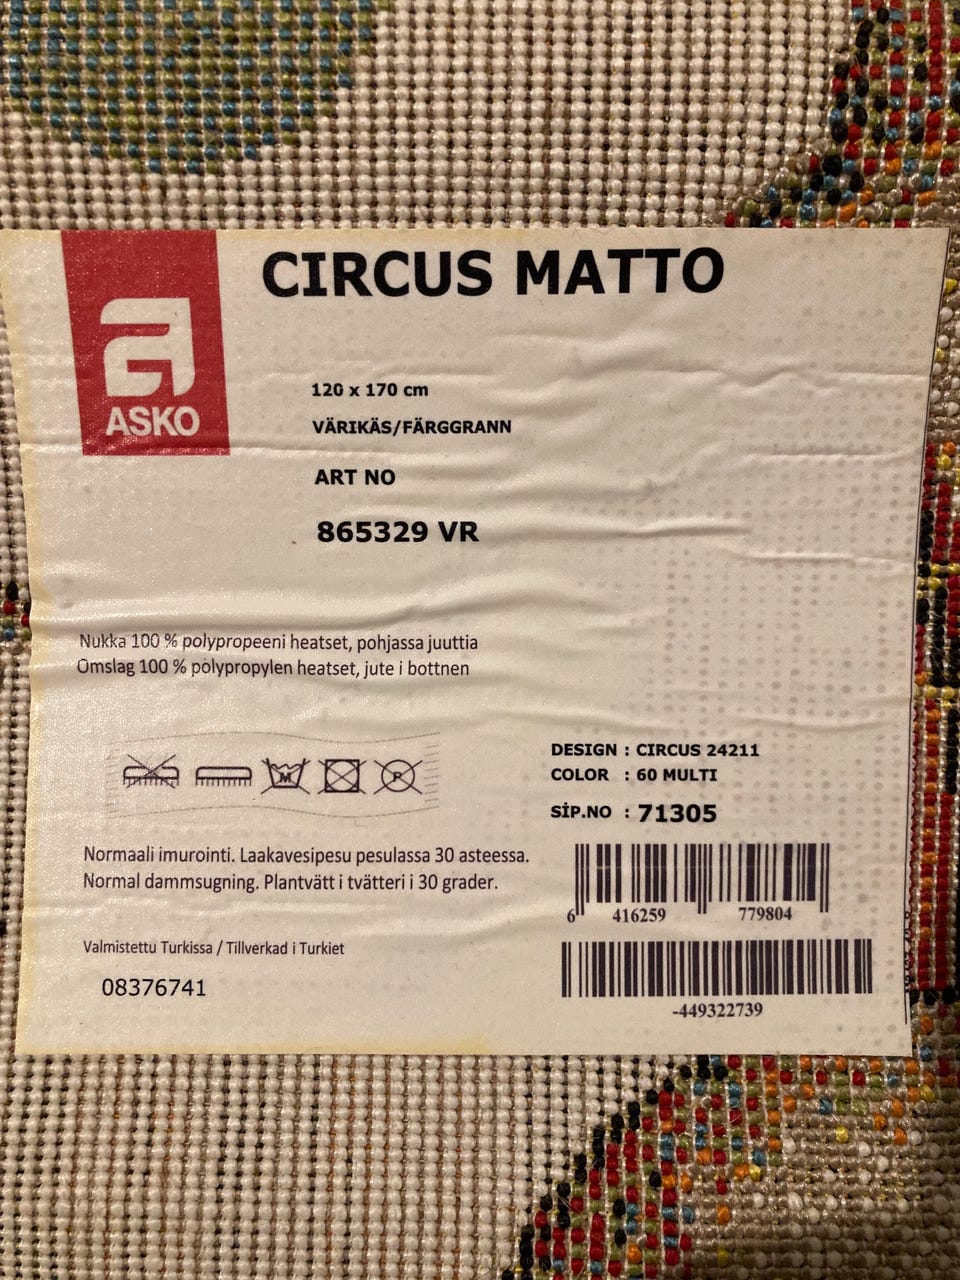 CIRCUS MATTO
ASKO
120 x 170 cm
VÄRIKÄS/FÄRGGRANN
ART NO
865329 VR
Nukka 100 % polypropeeni heatset, pohjassa juuttia
Omslag 100 % polypropylen heatset, jute i bottnen
M
P
DESIGN : CIRCUS 24211
COLOR : 60 MULTI
SİP.NO : 71305
Normaali imurointi. Laakavesipesu pesulassa 30 asteessa.
Normal dammsugning. Plantvätt i tvätteri i 30 grader.
6 416259 779804
Valmistettu Turkissa / Tillverkad i Turkiet
08376741
-449322739